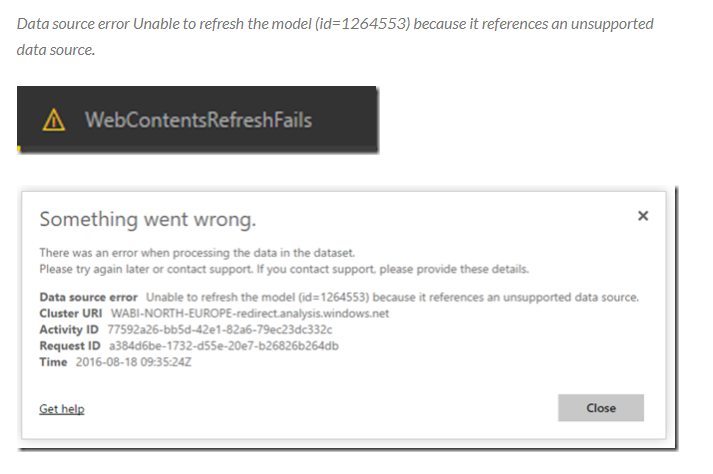 Data source error Unable to refresh the model (id=1264553) because it references an unsupported
data source.
WebContentsRefreshFails
Something went wrong.
There was an error when processing the data in the dataset.
Please try again later or contact support. If you contact support, please provide these details.
Data source error Unable to refresh the model (id=1264553) because it references an unsupported data source.
Cluster URI WABI-NORTH-EUROPE-redirect.analysis.windows.net
Activity ID 77592a26-bb5d-42e1-82a6-79ec23dc332c
Request ID a384d6be-1732-d55e-20e7-b26826b264db
Time 2016-08-18 09:35:24Z
Get help
Close